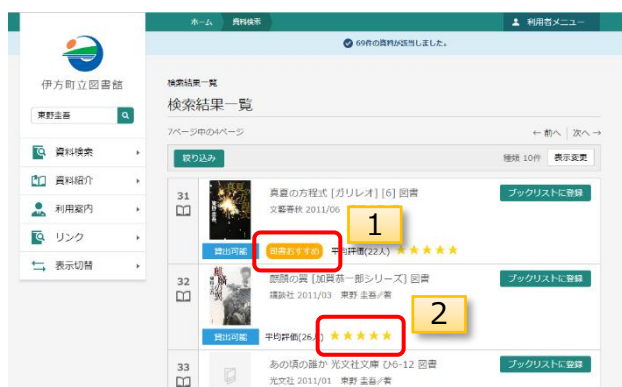 ホーム 資料検索 利用者メニュー
69件の資料が該当しました。
伊方町立図書館
東野圭吾
資料検索
資料紹介
利用案内
リンク
表示切替
検索結果一覧
検索結果一覧
7ページ中の4ページ ←前へ 次へ→
絞り込み 種類 10件 表示変更
31 真夏の方程式 [ガリレオ] [6] 図書 ブックリストに登録
文藝春秋 2011/06
1
貸出可能 図書おすすめ 平均評価(22人) ★★★★★
32 麒麟の翼 [加賀恭一郎シリーズ] 図書 ブックリストに登録
講談社 2011/03 東野 圭吾/著
2
貸出可能 平均評価(26人) ★★★★★
33 あの頃の誰か 光文社文庫 ひ6-12 図書 ブックリストに登録
光文社 2011/01 東野 圭吾/著